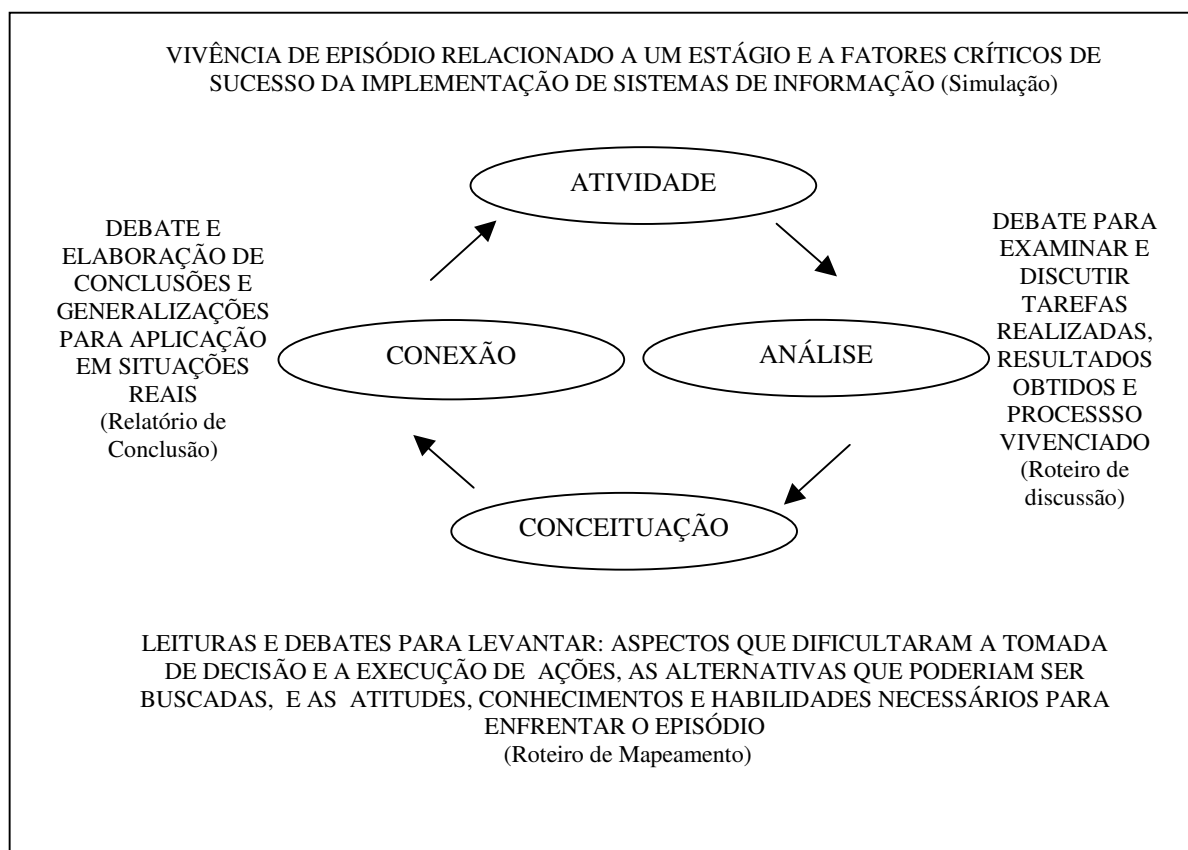 VIVÊNCIA DE EPISÓDIO RELACIONADO A UM ESTÁGIO E A FATORES CRÍTICOS DE
SUCESSO DA IMPLEMENTAÇÃO DE SISTEMAS DE INFORMAÇÃO (Simulação)
ATIVIDADE
DEBATE E
ELABORAÇÃO DE
CONCLUSÕES E
GENERALIZAÇÕES
PARA APLICAÇÃO
EM SITUAÇÕES
REAIS
(Relatório de
Conclusão)
CONEXÃO
ANÁLISE
DEBATE PARA
EXAMINAR E
DISCUTIR
TAREFAS
REALIZADAS,
RESULTADOS
OBTIDOS E
PROCESSSO
VIVENCIADO
(Roteiro de
discussão)
CONCEITUAÇÃO
LEITURAS E DEBATES PARA LEVANTAR: ASPECTOS QUE DIFICULTARAM A TOMADA
DE DECISÃO E A EXECUÇÃO DE AÇÕES, AS ALTERNATIVAS QUE PODERIAM SER
BUSCADAS, E AS ATITUDES, CONHECIMENTOS E HABILIDADES NECESSÁRIOS PARA
ENFRENTAR O EPISÓDIO
(Roteiro de Mapeamento)